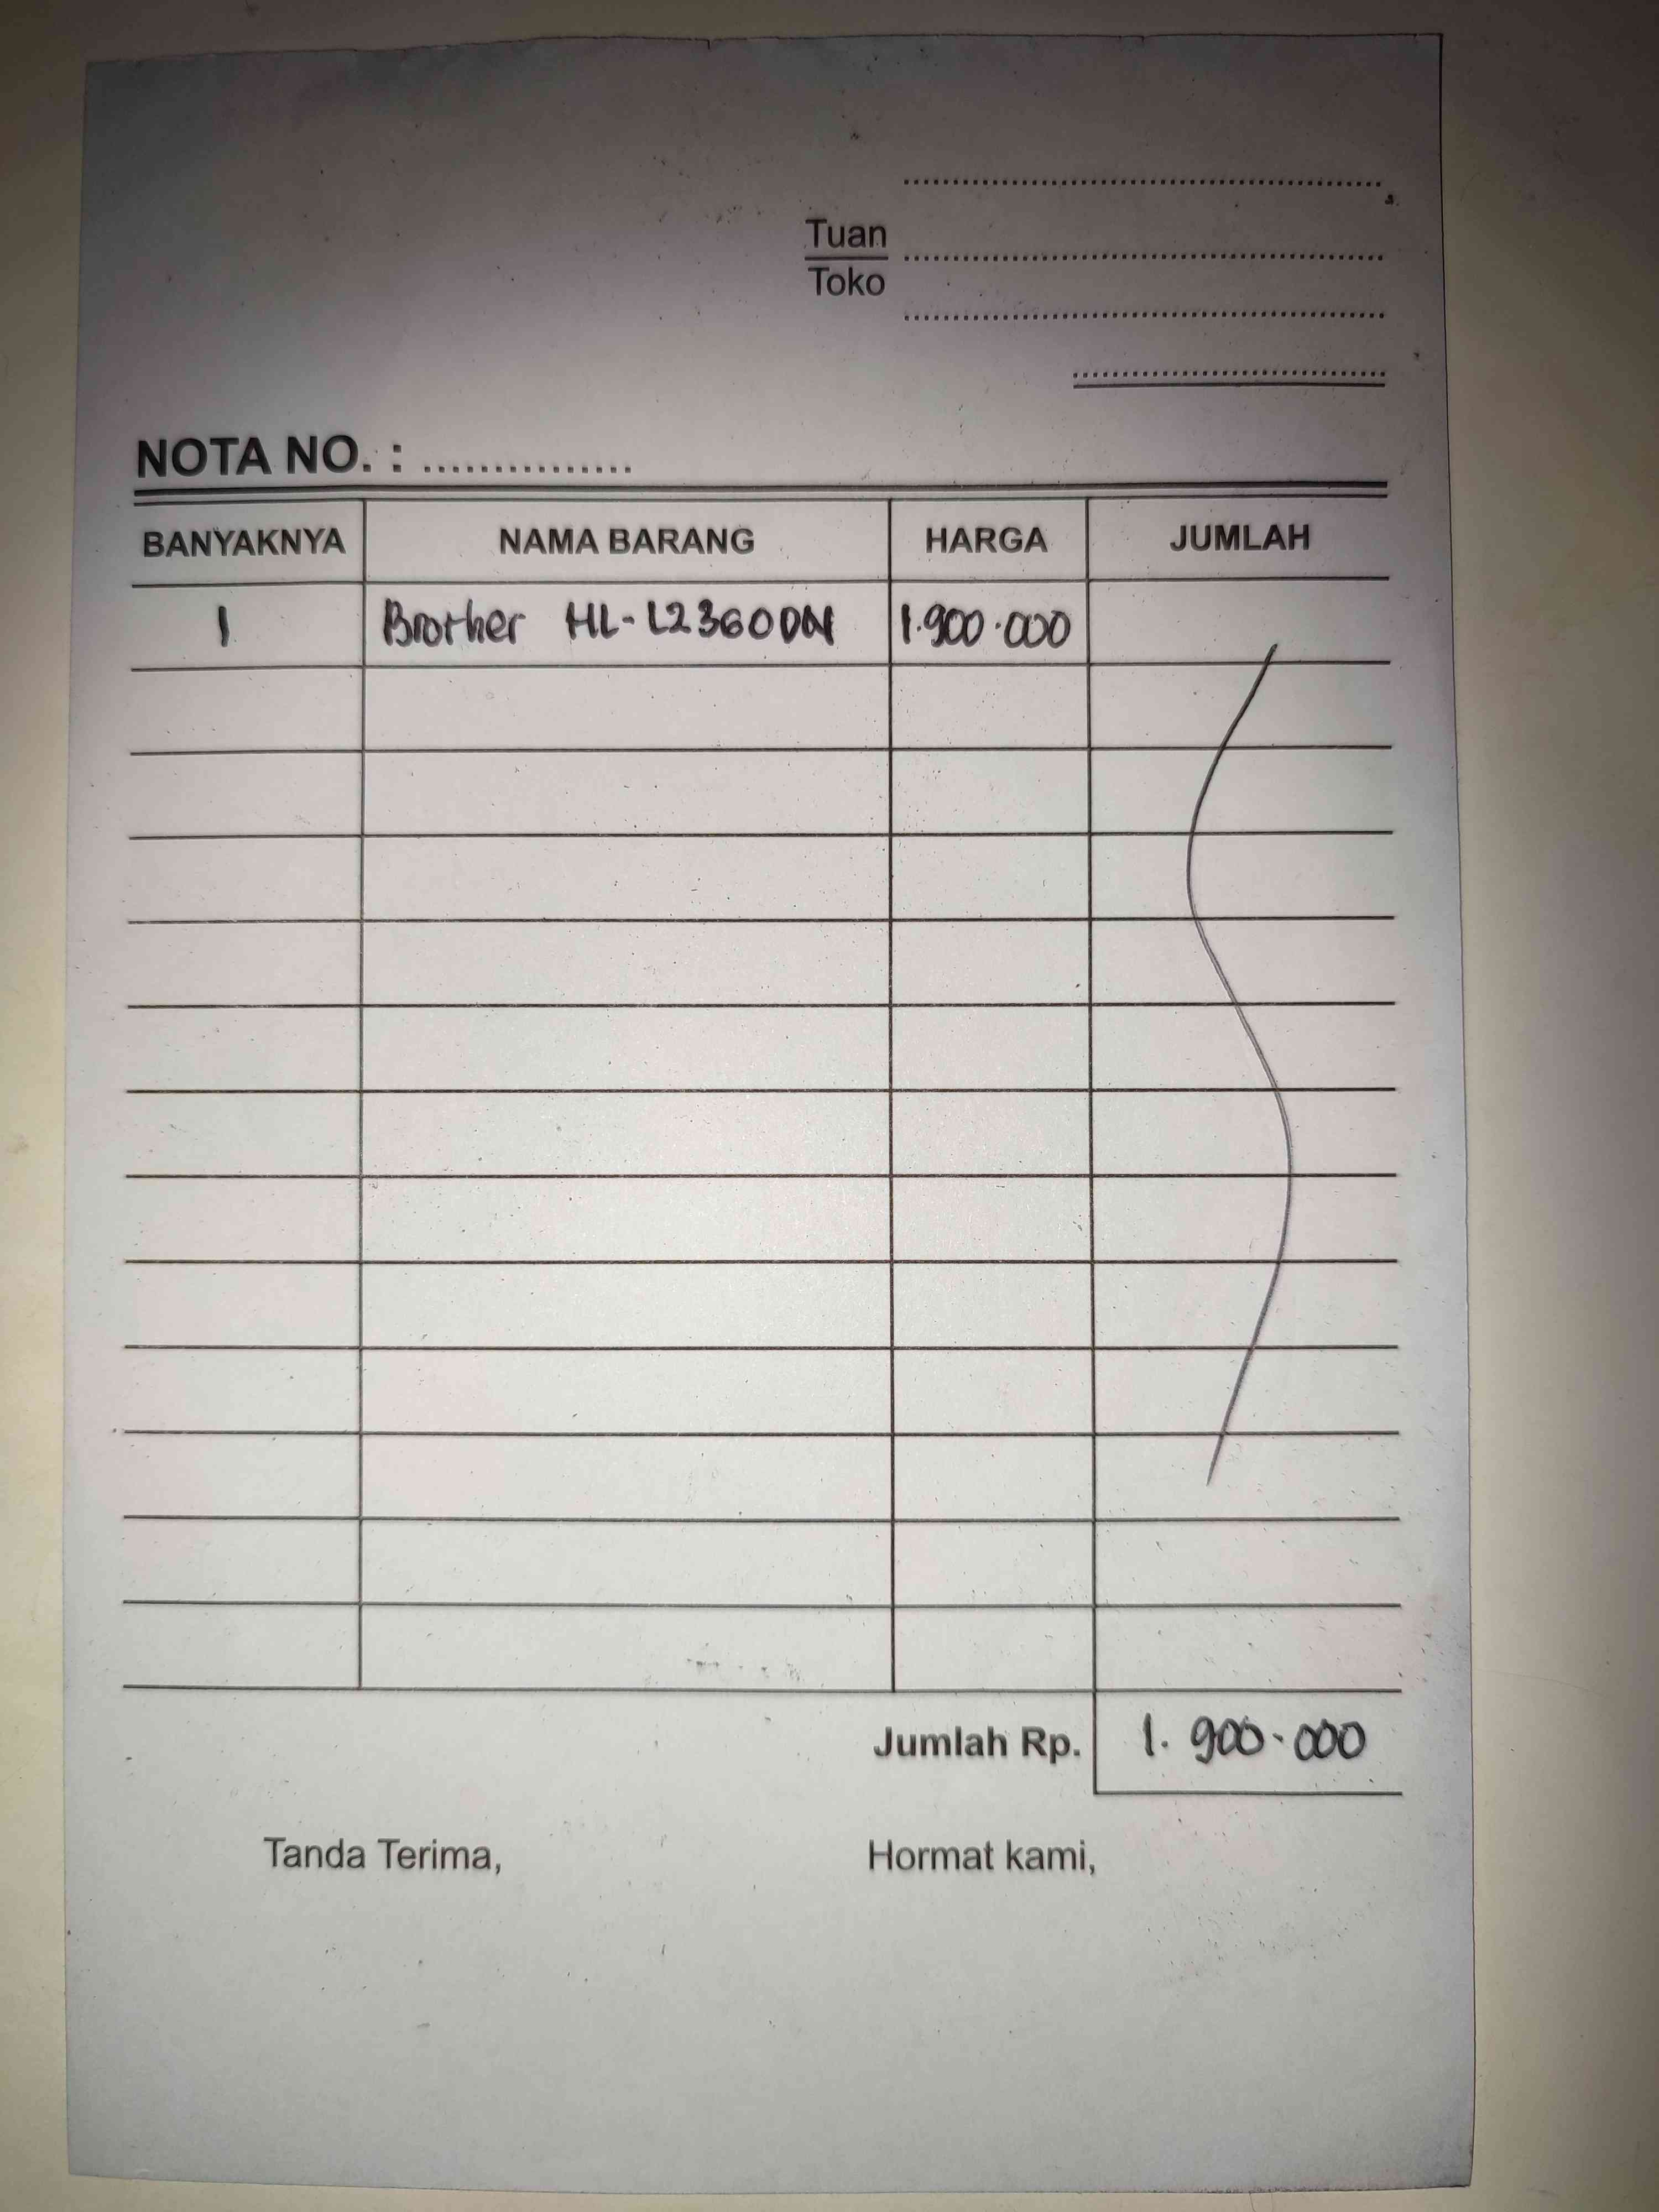 Tuan
Toko
NOTA NO. : ...............
BANYAKNYA NAMA BARANG HARGA JUMLAH
1 Brother HL-L2360DN 1.900.000
Jumlah Rp. 1.900.000
Tanda Terima, Hormat kami,